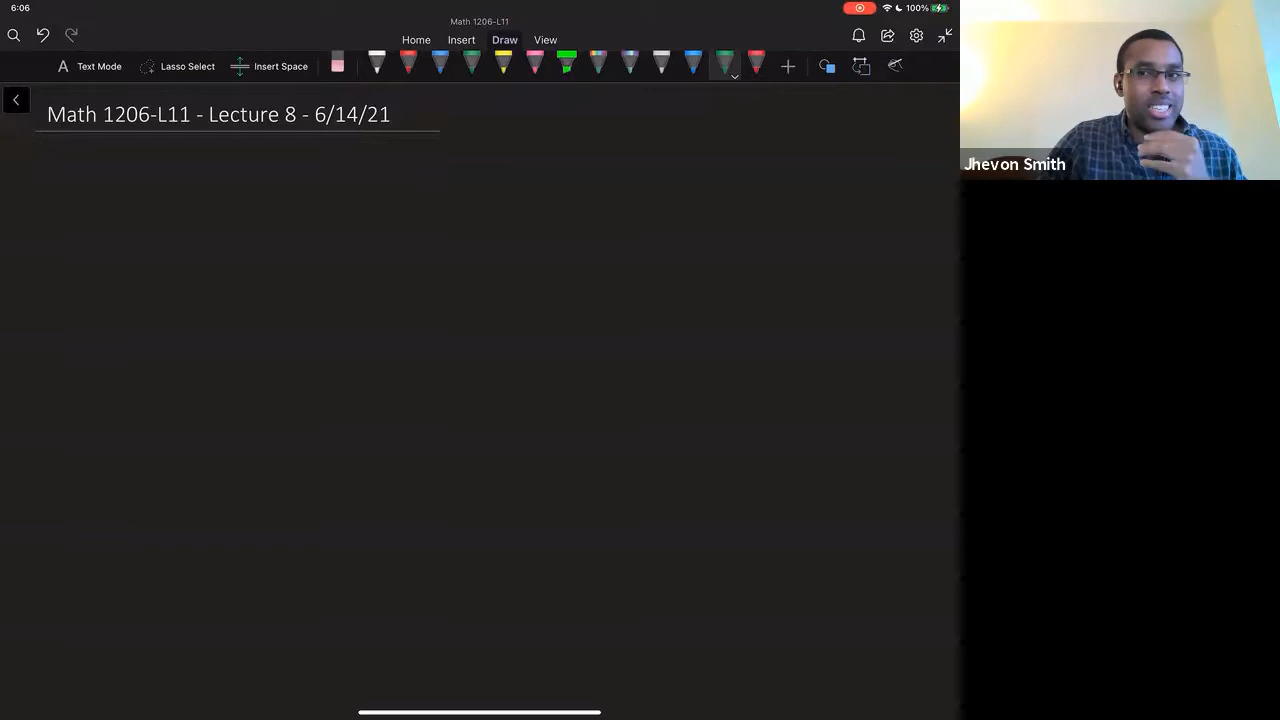 6:06
Math 1206-L11
100%
Home Insert Draw View
Text Mode Lasso Select Insert Space
Math 1206-L11 - Lecture 8 - 6/14/21
Jhevon Smith